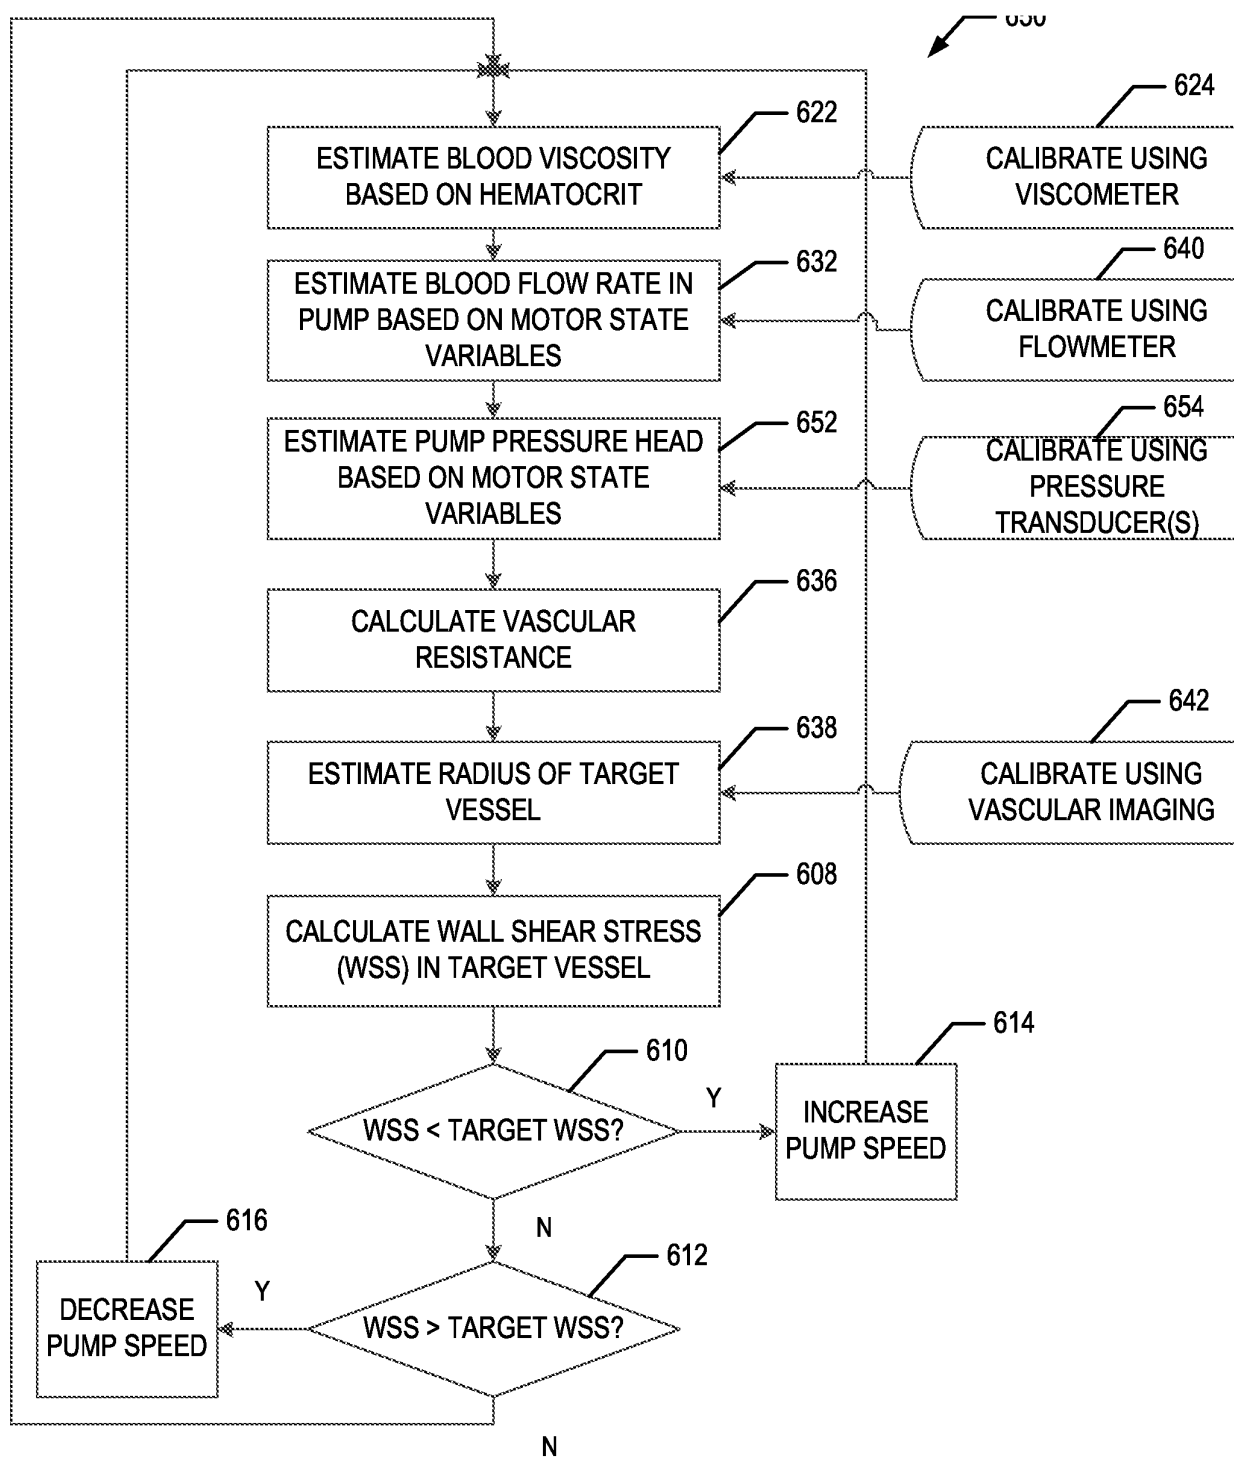 622
624
ESTIMATE BLOOD VISCOSITY
BASED ON HEMATOCRIT
CALIBRATE USING
VISCOMETER
632
640
ESTIMATE BLOOD FLOW RATE IN
PUMP BASED ON MOTOR STATE
VARIABLES
CALIBRATE USING
FLOWMETER
652
654
ESTIMATE PUMP PRESSURE HEAD
BASED ON MOTOR STATE
VARIABLES
CALIBRATE USING
PRESSURE
TRANSDUCER(S)
636
CALCULATE VASCULAR
RESISTANCE
638
642
ESTIMATE RADIUS OF TARGET
VESSEL
CALIBRATE USING
VASCULAR IMAGING
608
CALCULATE WALL SHEAR STRESS
(WSS) IN TARGET VESSEL
610
614
WSS < TARGET WSS?
Y
INCREASE
PUMP SPEED
N
616
612
DECREASE
PUMP SPEED
Y
WSS > TARGET WSS?
N